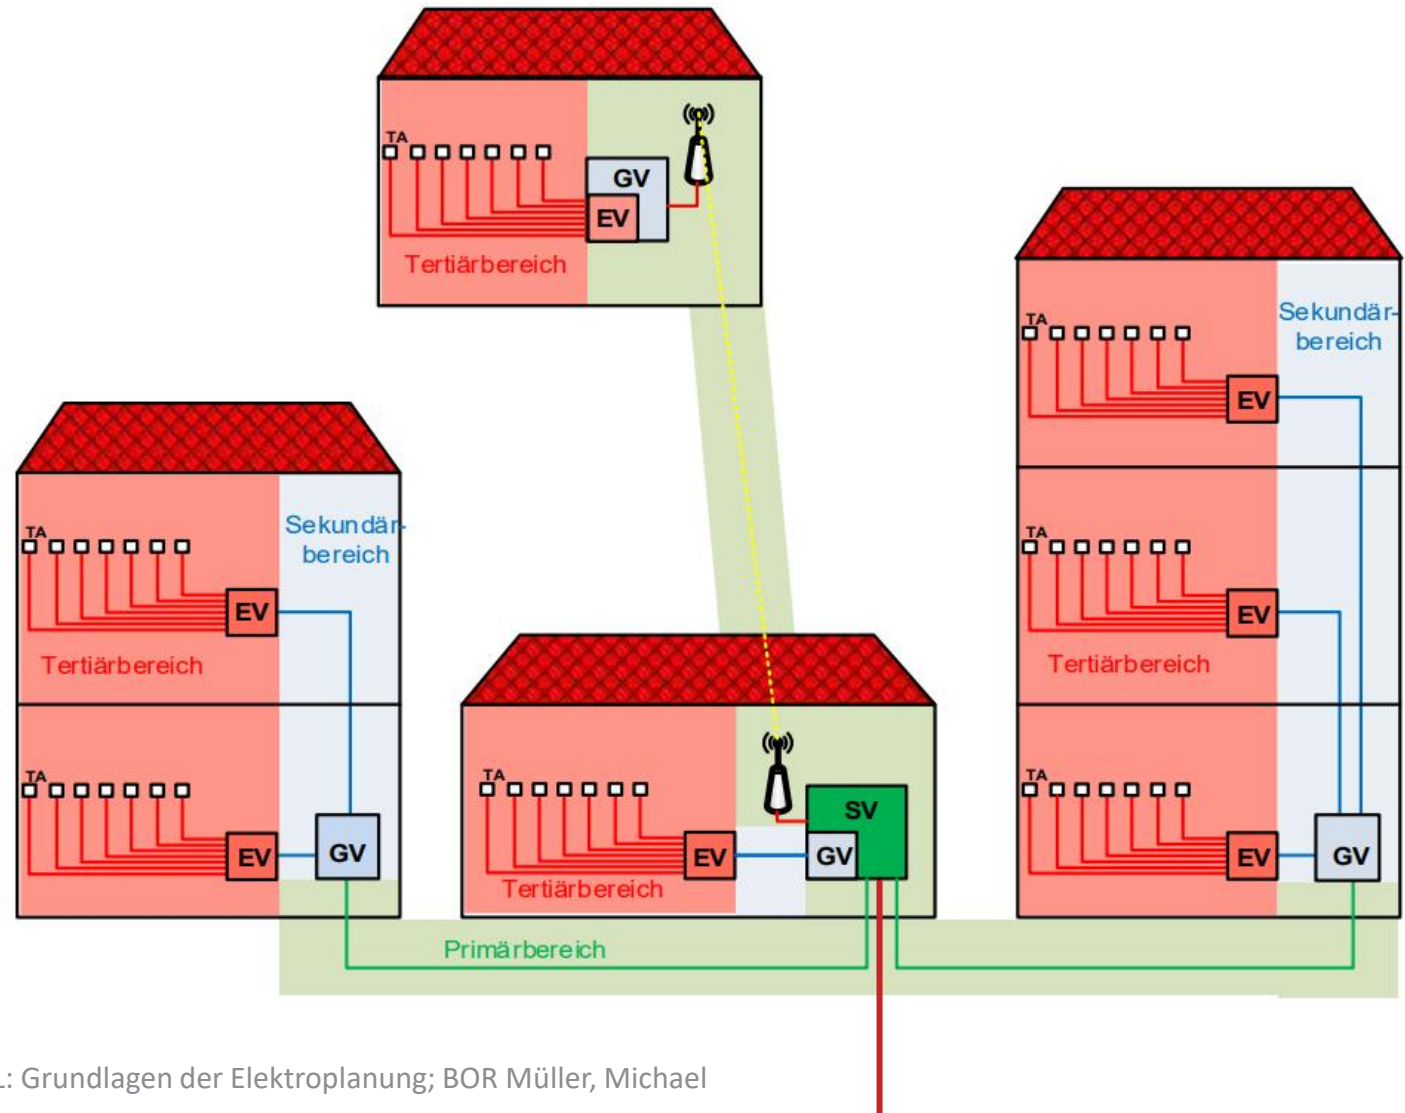 TA
GV
EV
Tertiärbereich
TA
EV
Sekundär-
bereich
TA
EV
Tertiärbereich
TA
EV
GV
Sekundär-
bereich
TA
EV
Tertiärbereich
TA
EV
GV
TA
EV
Tertiärbereich
SV
GV
Primärbereich
: Grundlagen der Elektroplanung; BOR Müller, Michael